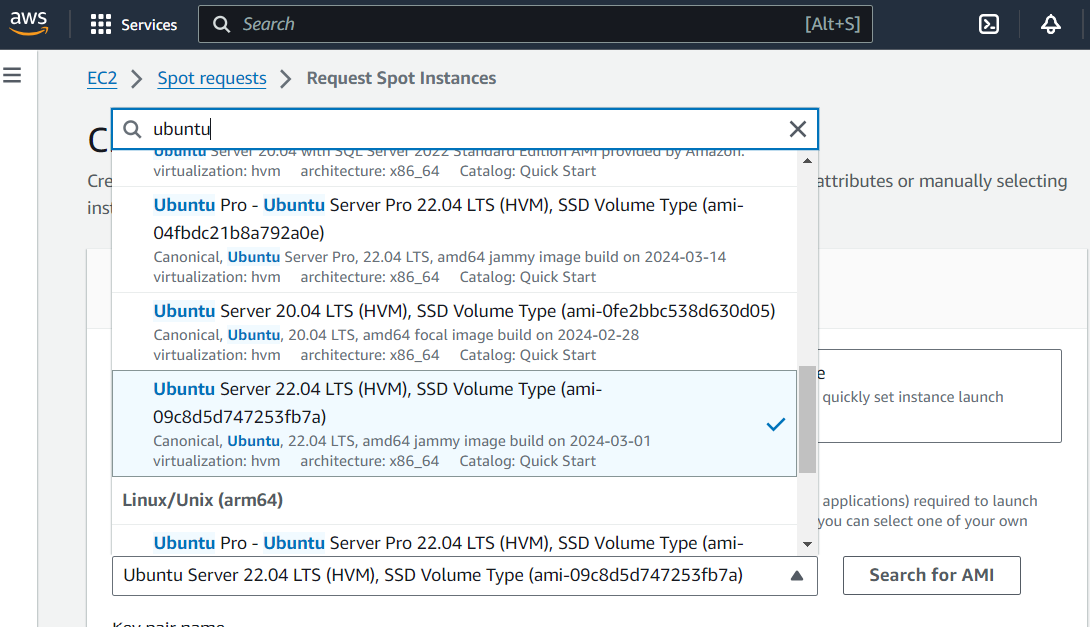 aws
Services
Search
[Alt+S]
EC2 > Spot requests > Request Spot Instances
C
ubuntu
Cre
attributes or manually selecting
inst
Ubuntu Server 20.04 with SQL Server 2022 Standard Edition AMI provided by Amazon.
virtualization: hvm architecture: x86_64 Catalog: Quick Start
Ubuntu Pro - Ubuntu Server Pro 22.04 LTS (HVM), SSD Volume Type (ami-
04fbdc21b8a792a0e)
Canonical, Ubuntu Server Pro, 22.04 LTS, amd64 jammy image build on 2024-03-14
virtualization: hvm architecture: x86_64 Catalog: Quick Start
Ubuntu Server 20.04 LTS (HVM), SSD Volume Type (ami-0fe2bbc538d630d05)
Canonical, Ubuntu, 20.04 LTS, amd64 focal image build on 2024-02-28
virtualization: hvm architecture: x86_64 Catalog: Quick Start
Ubuntu Server 22.04 LTS (HVM), SSD Volume Type (ami-
09c8d5d747253fb7a)
Canonical, Ubuntu, 22.04 LTS, amd64 jammy image build on 2024-03-01
virtualization: hvm architecture: x86_64 Catalog: Quick Start
e
quickly set instance launch
Linux/Unix (arm64)
applications) required to launch
you can select one of your own
Ubuntu Pro - Ubuntu Server Pro 22.04 LTS (HVM), SSD Volume Type (ami-
Ubuntu Server 22.04 LTS (HVM), SSD Volume Type (ami-09c8d5d747253fb7a)
Search for AMI
Key pair name